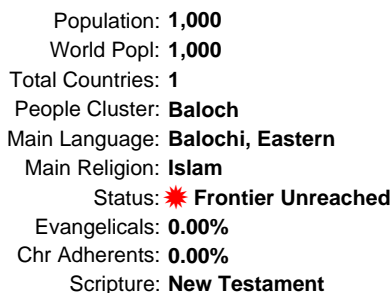 Population: 1,000
World Popl: 1,000
Total Countries: 1
People Cluster: Baloch
Main Language: Balochi, Eastern
Main Religion: Islam
Status: Frontier Unreached
Evangelicals: 0.00%
Chr Adherents: 0.00%
Scripture: New Testament